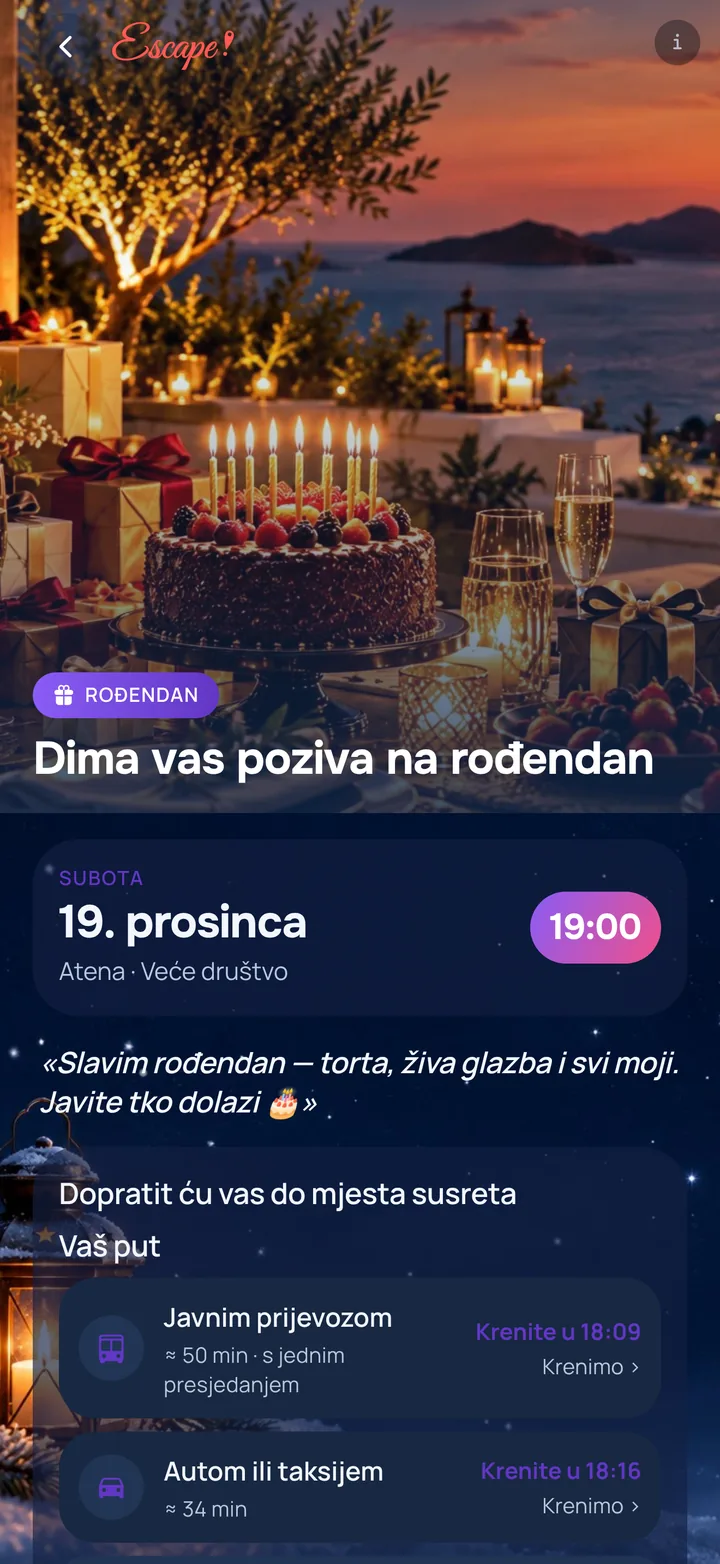 Escape!
i
ROĐENDAN
Dima vas poziva na rođendan
SUBOTA
19. prosinca
19:00
Atena · Veće društvo
«Slavim rođendan — torta, živa glazba i svi moji.
Javite tko dolazi 🎂»
Dopratit ću vas do mjesta susreta
Vaš put
Javnim prijevozom
≈ 50 min · s jednim
presjedanjem
Krenite u 18:09
Krenimo ›
Autom ili taksijem
≈ 34 min
Krenite u 18:16
Krenimo ›